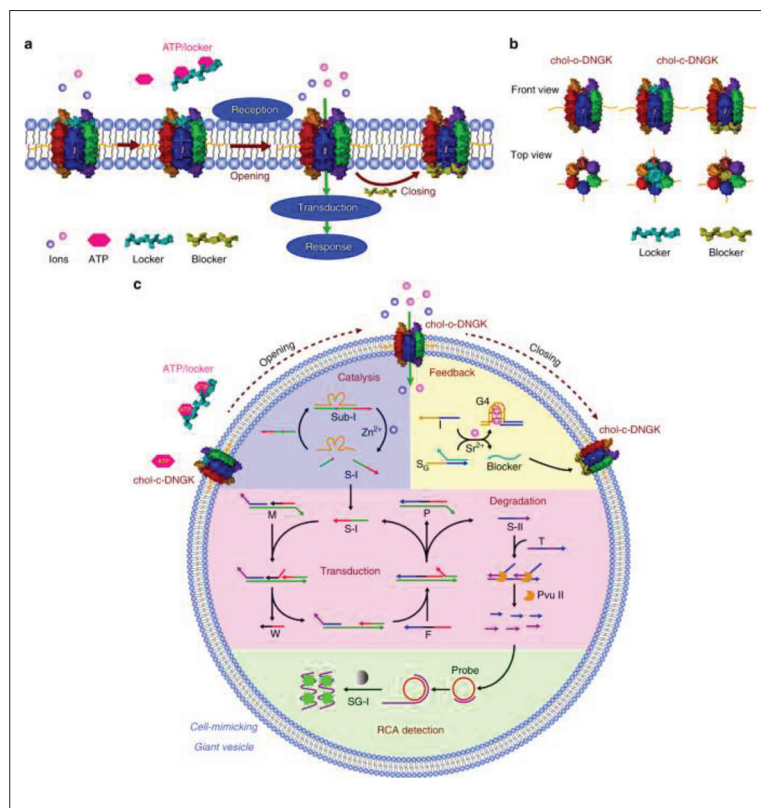 a
ATP/locker
Reception
Opening
Closing
Transduction
Response
Ions
ATP
Locker
Blocker
b
chol-o-DNGK
chol-c-DNGK
Front view
Top view
Locker
Blocker
c
chol-o-DNGK
Opening
Closing
ATP/locker
ATP
chol-c-DNGK
chol-c-DNGK
Catalysis
Feedback
Sub-I
Zn2+
S-I
I
G4
Sr2+
SG
Blocker
Degradation
M
S-I
P
S-II
T
Transduction
Pvu II
W
F
Probe
SG-I
RCA detection
Cell-mimicking
Giant vesicle